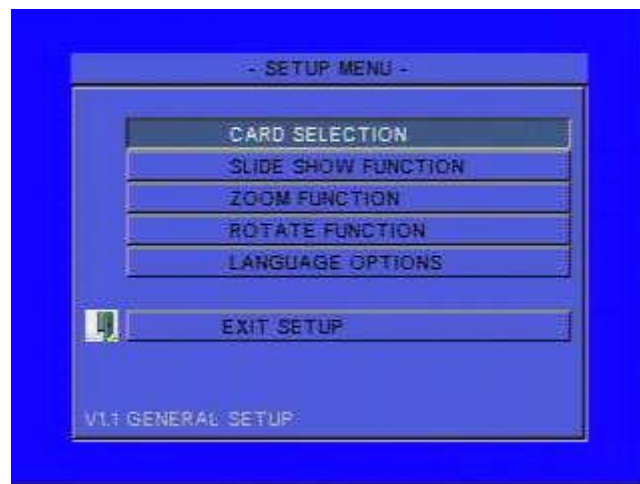 - SETUP MENU -
CARD SELECTION
SLIDE SHOW FUNCTION
ZOOM FUNCTION
ROTATE FUNCTION
LANGUAGE OPTIONS
EXIT SETUP
V1.1 GENERAL SETUP